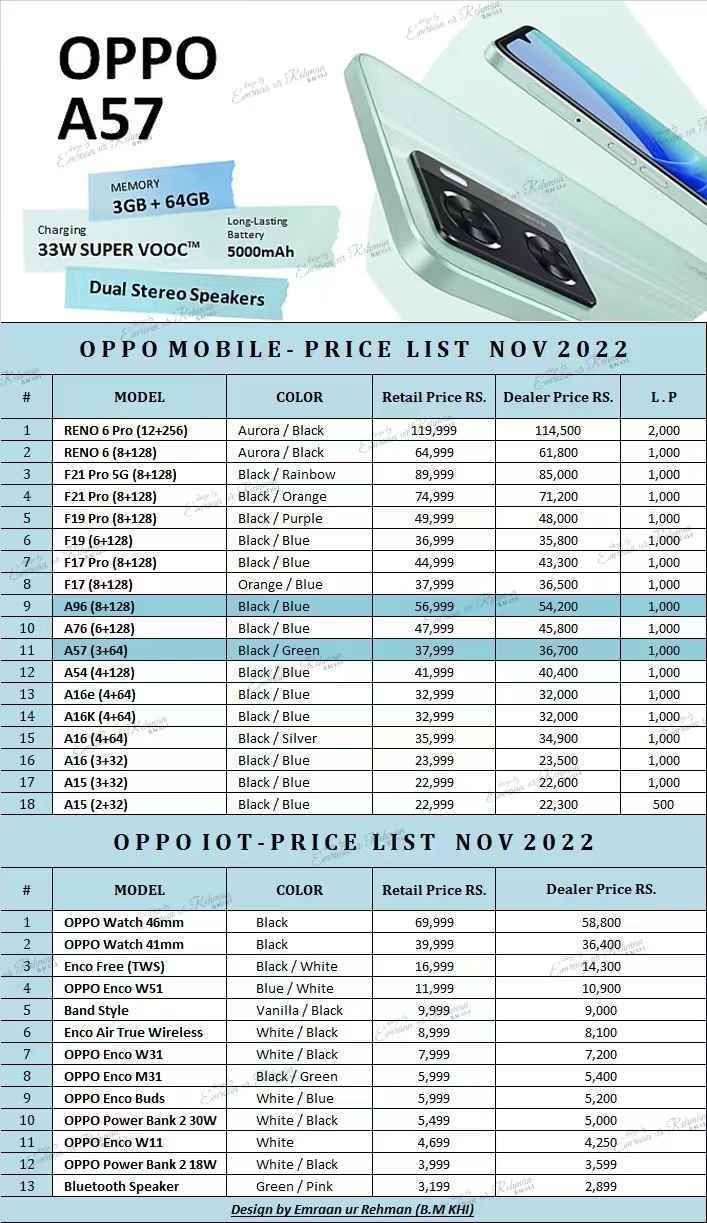 OPPO
A57
MEMORY
3GB + 64GB
Charging
33W SUPER VOOC™
Long-Lasting
Battery
5000mAh
Dual Stereo Speakers
OPPO MOBILE- PRICE LIST NOV 2022
# MODEL COLOR Retail Price RS. Dealer Price RS. L.P
1 RENO 6 Pro (12+256) Aurora / Black 119,999 114,500 2,000
2 RENO 6 (8+128) Aurora / Black 64,999 61,800 1,000
3 F21 Pro 5G (8+128) Black / Rainbow 89,999 85,000 1,000
4 F21 Pro (8+128) Black / Orange 74,999 71,200 1,000
5 F19 Pro (8+128) Black / Purple 49,999 48,000 1,000
6 F19 (6+128) Black / Blue 36,999 35,800 1,000
7 F17 Pro (8+128) Black / Blue 44,999 43,300 1,000
8 F17 (8+128) Orange / Blue 37,999 36,500 1,000
9 A96 (8+128) Black / Blue 56,999 54,200 1,000
10 A76 (6+128) Black / Blue 47,999 45,800 1,000
11 A57 (3+64) Black / Green 37,999 36,700 1,000
12 A54 (4+128) Black / Blue 41,999 40,400 1,000
13 A16e (4+64) Black / Blue 32,999 32,000 1,000
14 A16K (4+64) Black / Blue 32,999 32,000 1,000
15 A16 (4+64) Black / Silver 35,999 34,900 1,000
16 A16 (3+32) Black / Blue 23,999 23,500 1,000
17 A15 (3+32) Black / Blue 22,999 22,600 1,000
18 A15 (2+32) Black / Blue 22,999 22,300 500
OPPO IOT-PRICE LIST NOV 2022
# MODEL COLOR Retail Price RS. Dealer Price RS.
1 OPPO Watch 46mm Black 69,999 58,800
2 OPPO Watch 41mm Black 39,999 36,400
3 Enco Free (TWS) Black / White 16,999 14,300
4 OPPO Enco W51 Blue / White 11,999 10,900
5 Band Style Vanilla / Black 9,999 9,000
6 Enco Air True Wireless White / Black 8,999 8,100
7 OPPO Enco W31 White / Black 7,999 7,200
8 OPPO Enco M31 Black / Green 5,999 5,400
9 OPPO Enco Buds White / Blue 5,999 5,200
10 OPPO Power Bank 2 30W White / Black 5,499 5,000
11 OPPO Enco W11 White 4,699 4,250
12 OPPO Power Bank 2 18W White / Black 3,999 3,599
13 Bluetooth Speaker Green / Pink 3,199 2,899
Design by Emraan ur Rehman (B.M KHI)